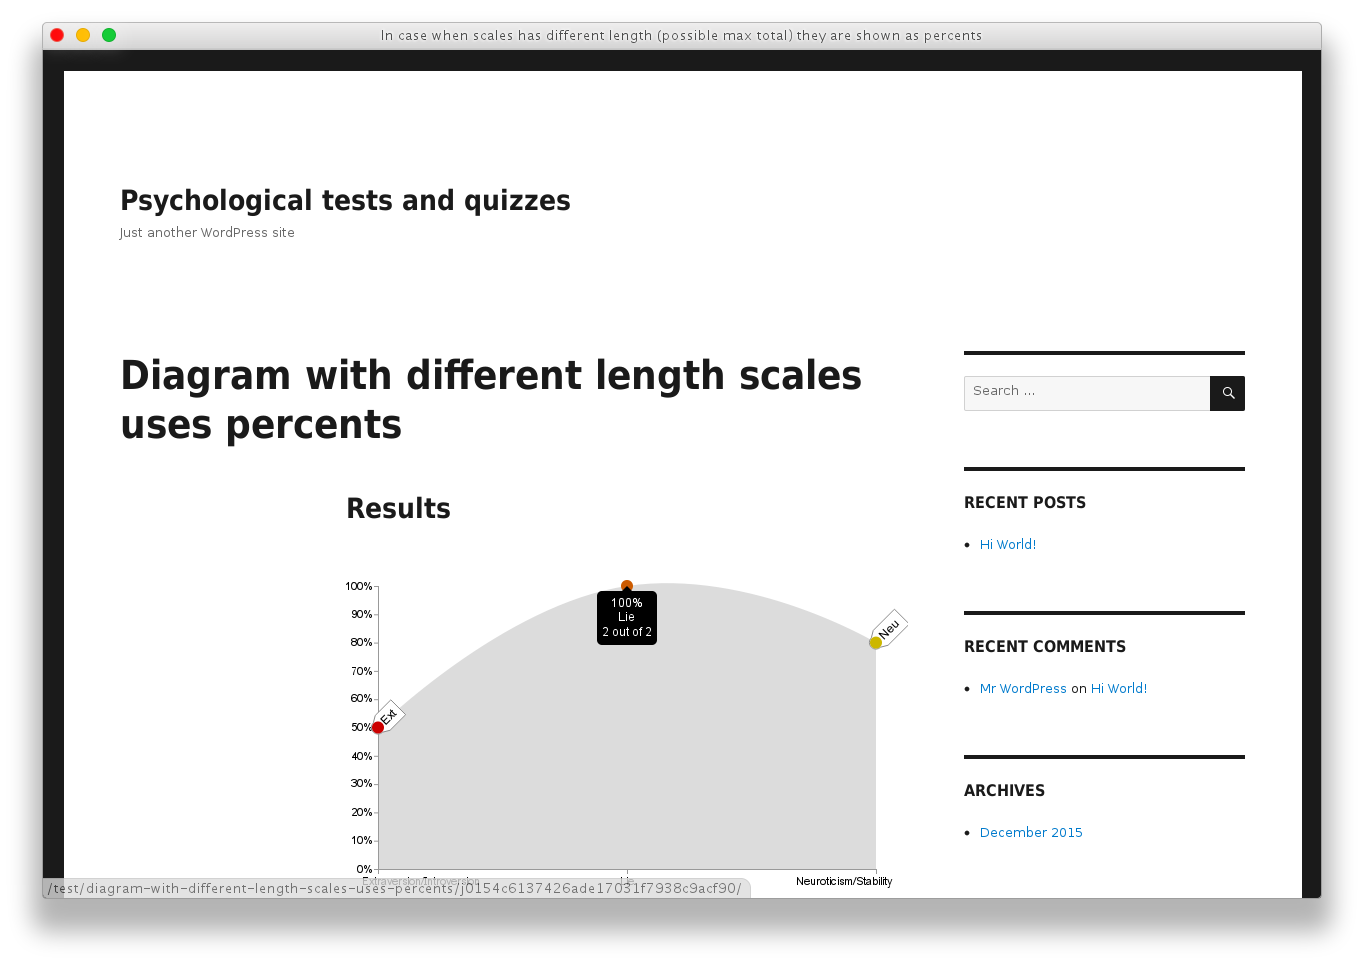 In case when scales has different length (possible max total) they are shown as percents
Psychological tests and quizzes
Just another WordPress site
Diagram with different length scales
uses percents
Search ...
Results
RECENT POSTS
Hi World!
100%
90%
80%
70%
60%
50%
40%
30%
20%
10%
0%
100%
Lie
2 out of 2
Ext
Neu
Extraversion/Introversion
Lie
Neuroticism/Stability
RECENT COMMENTS
Mr WordPress on Hi World!
ARCHIVES
December 2015
/test/diagram-with-different-length-scales-uses-percents/j0154c6137426ade17031f7938c9acf90/